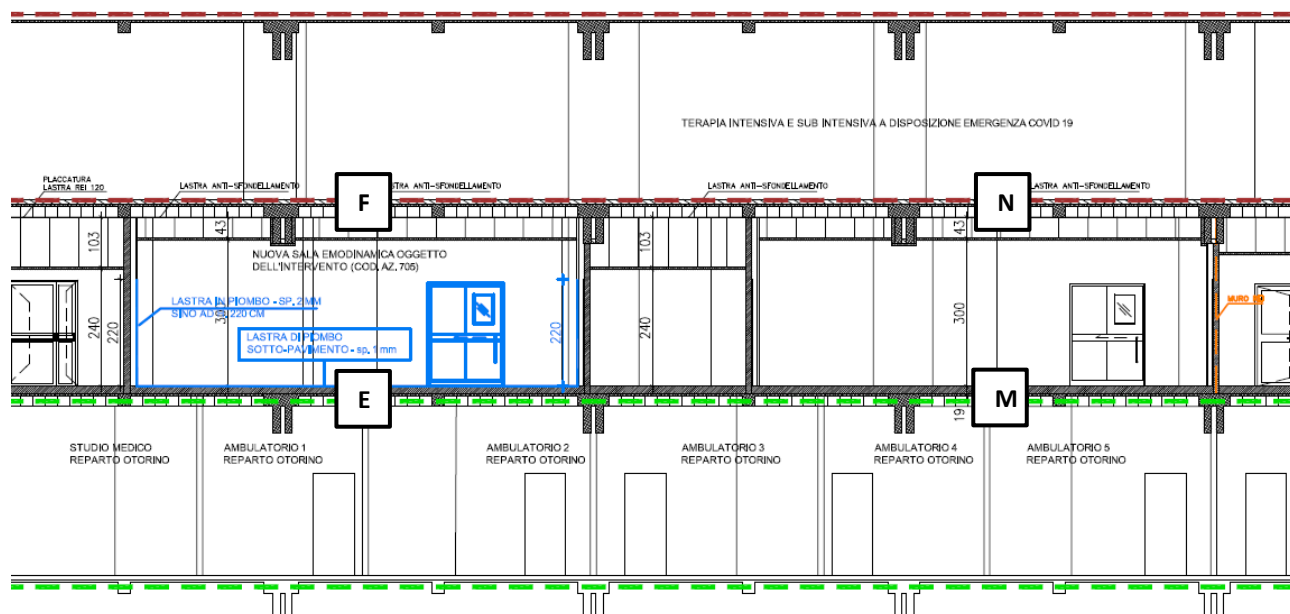 TERAPIA INTENSIVA E SUB INTENSIVA A DISPOSIZIONE EMERGENZA COVID 19
PLACCATURA
LASTRA REI 120
LASTRA ANTI-SFONDELLAMENTO
F
ANTI-SFONDELLAMENTO
LASTRA ANTI-SFONDELLAMENTO
N
LASTRA ANTI-SFONDELLAMENTO
103
43
103
43
43
NUOVA SALA EMODINAMICA OGGETTO
DELL'INTERVENTO (COD. AZ. 705)
LASTRA IN PIOMBO - SP. 2 MM
SINO AD 220 CM
LASTRA DI PIOMBO
SOTTO-PAVIMENTO - sp. 1 mm
240
220
220
240
300
300
MURO
E
M
19
STUDIO MEDICO
REPARTO OTORINO
AMBULATORIO 1
REPARTO OTORINO
AMBULATORIO 2
REPARTO OTORINO
AMBULATORIO 3
REPARTO OTORINO
AMBULATORIO 4
REPARTO OTORINO
AMBULATORIO 5
REPARTO OTORINO